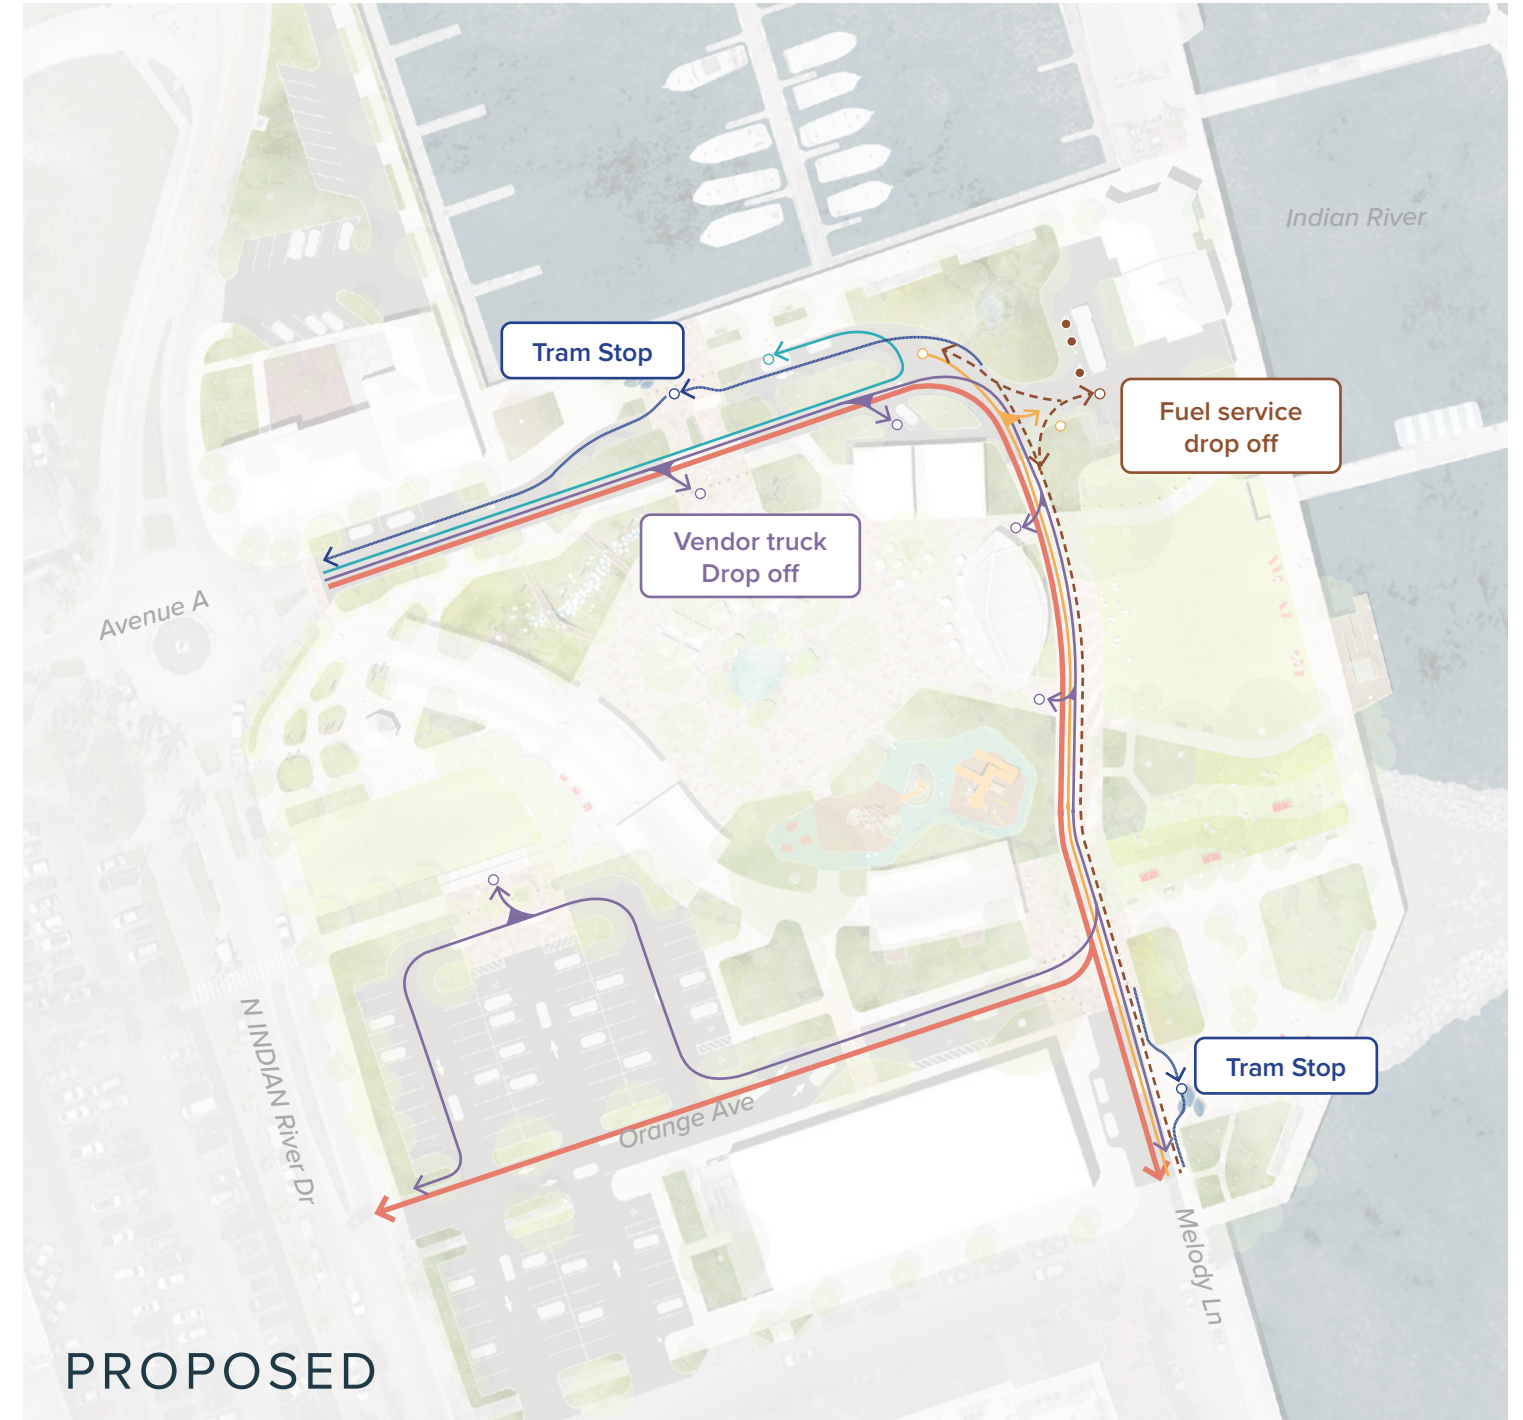 Indian River
Tram Stop
Fuel service
drop off
Vendor truck
Drop off
Avenue A
N INDIAN River Dr
Orange Ave
Tram Stop
Melody Ln
PROPOSED